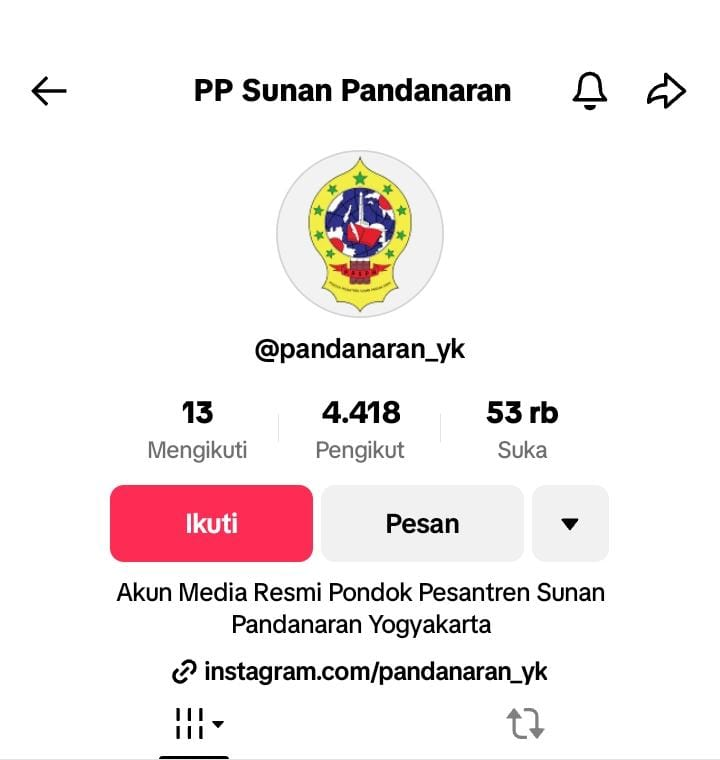 PP Sunan Pandanaran
@pandanaran_yk
13
4.418
53 rb
Mengikuti
Pengikut
Suka
Ikuti
Pesan
Akun Media Resmi Pondok Pesantren Sunan
Pandanaran Yogyakarta
instagram.com/pandanaran_yk